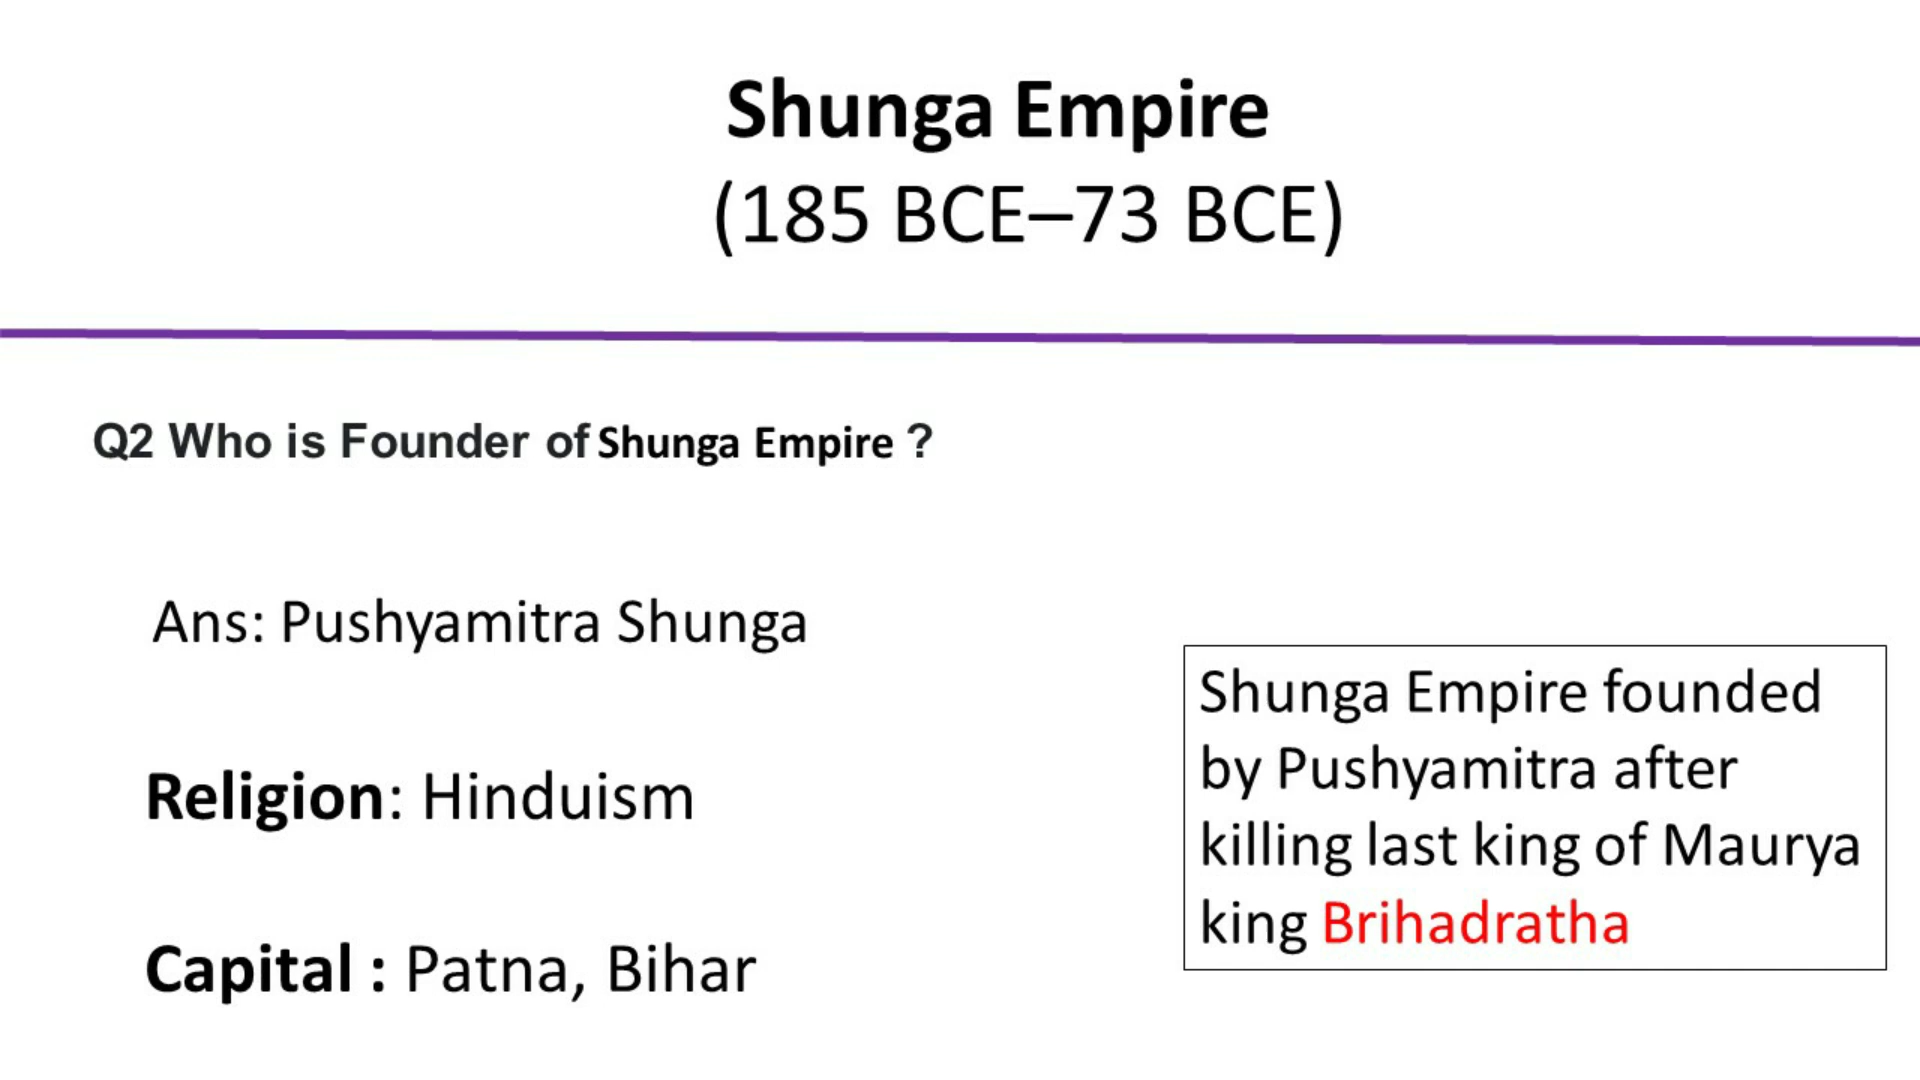 Shunga Empire
(185 BCE–73 BCE)
Q2 Who is Founder of Shunga Empire ?
Ans: Pushyamitra Shunga
Religion: Hinduism
Capital : Patna, Bihar
Shunga Empire founded
by Pushyamitra after
killing last king of Maurya
king Brihadratha